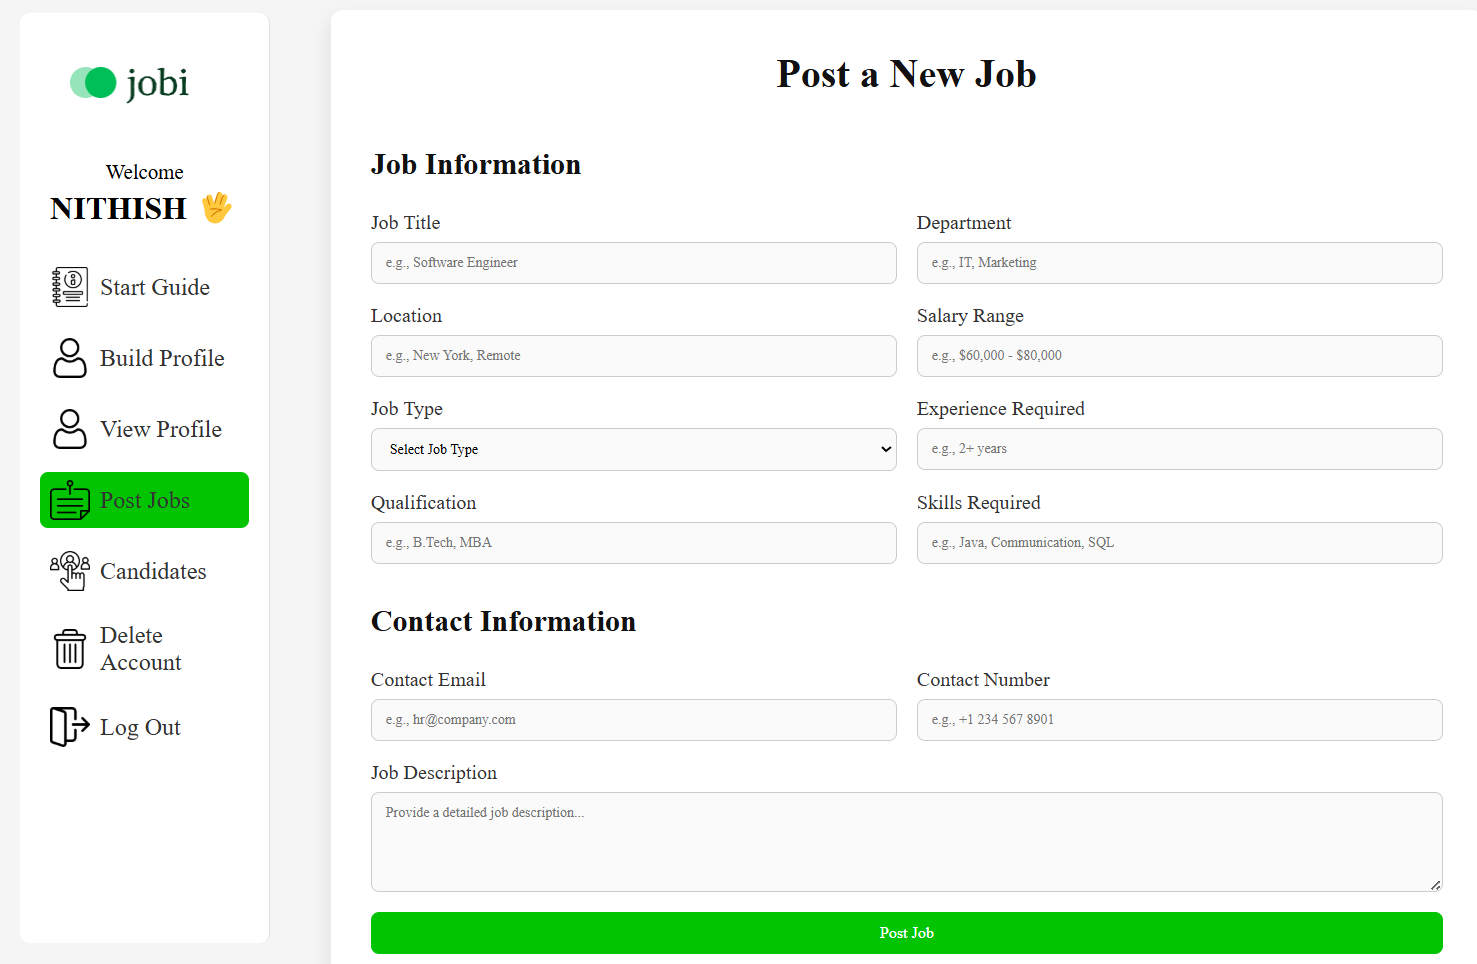 jobi
Welcome
NITHISH 🖖
Start Guide
Build Profile
View Profile
Post Jobs
Candidates
Delete
Account
Log Out
Post a New Job
Job Information
Job Title
e.g., Software Engineer
Department
e.g., IT, Marketing
Location
e.g., New York, Remote
Salary Range
e.g., $60,000 - $80,000
Job Type
Select Job Type
Experience Required
e.g., 2+ years
Qualification
e.g., B.Tech, MBA
Skills Required
e.g., Java, Communication, SQL
Contact Information
Contact Email
e.g., hr@company.com
Contact Number
e.g., +1 234 567 8901
Job Description
Provide a detailed job description...
Post Job